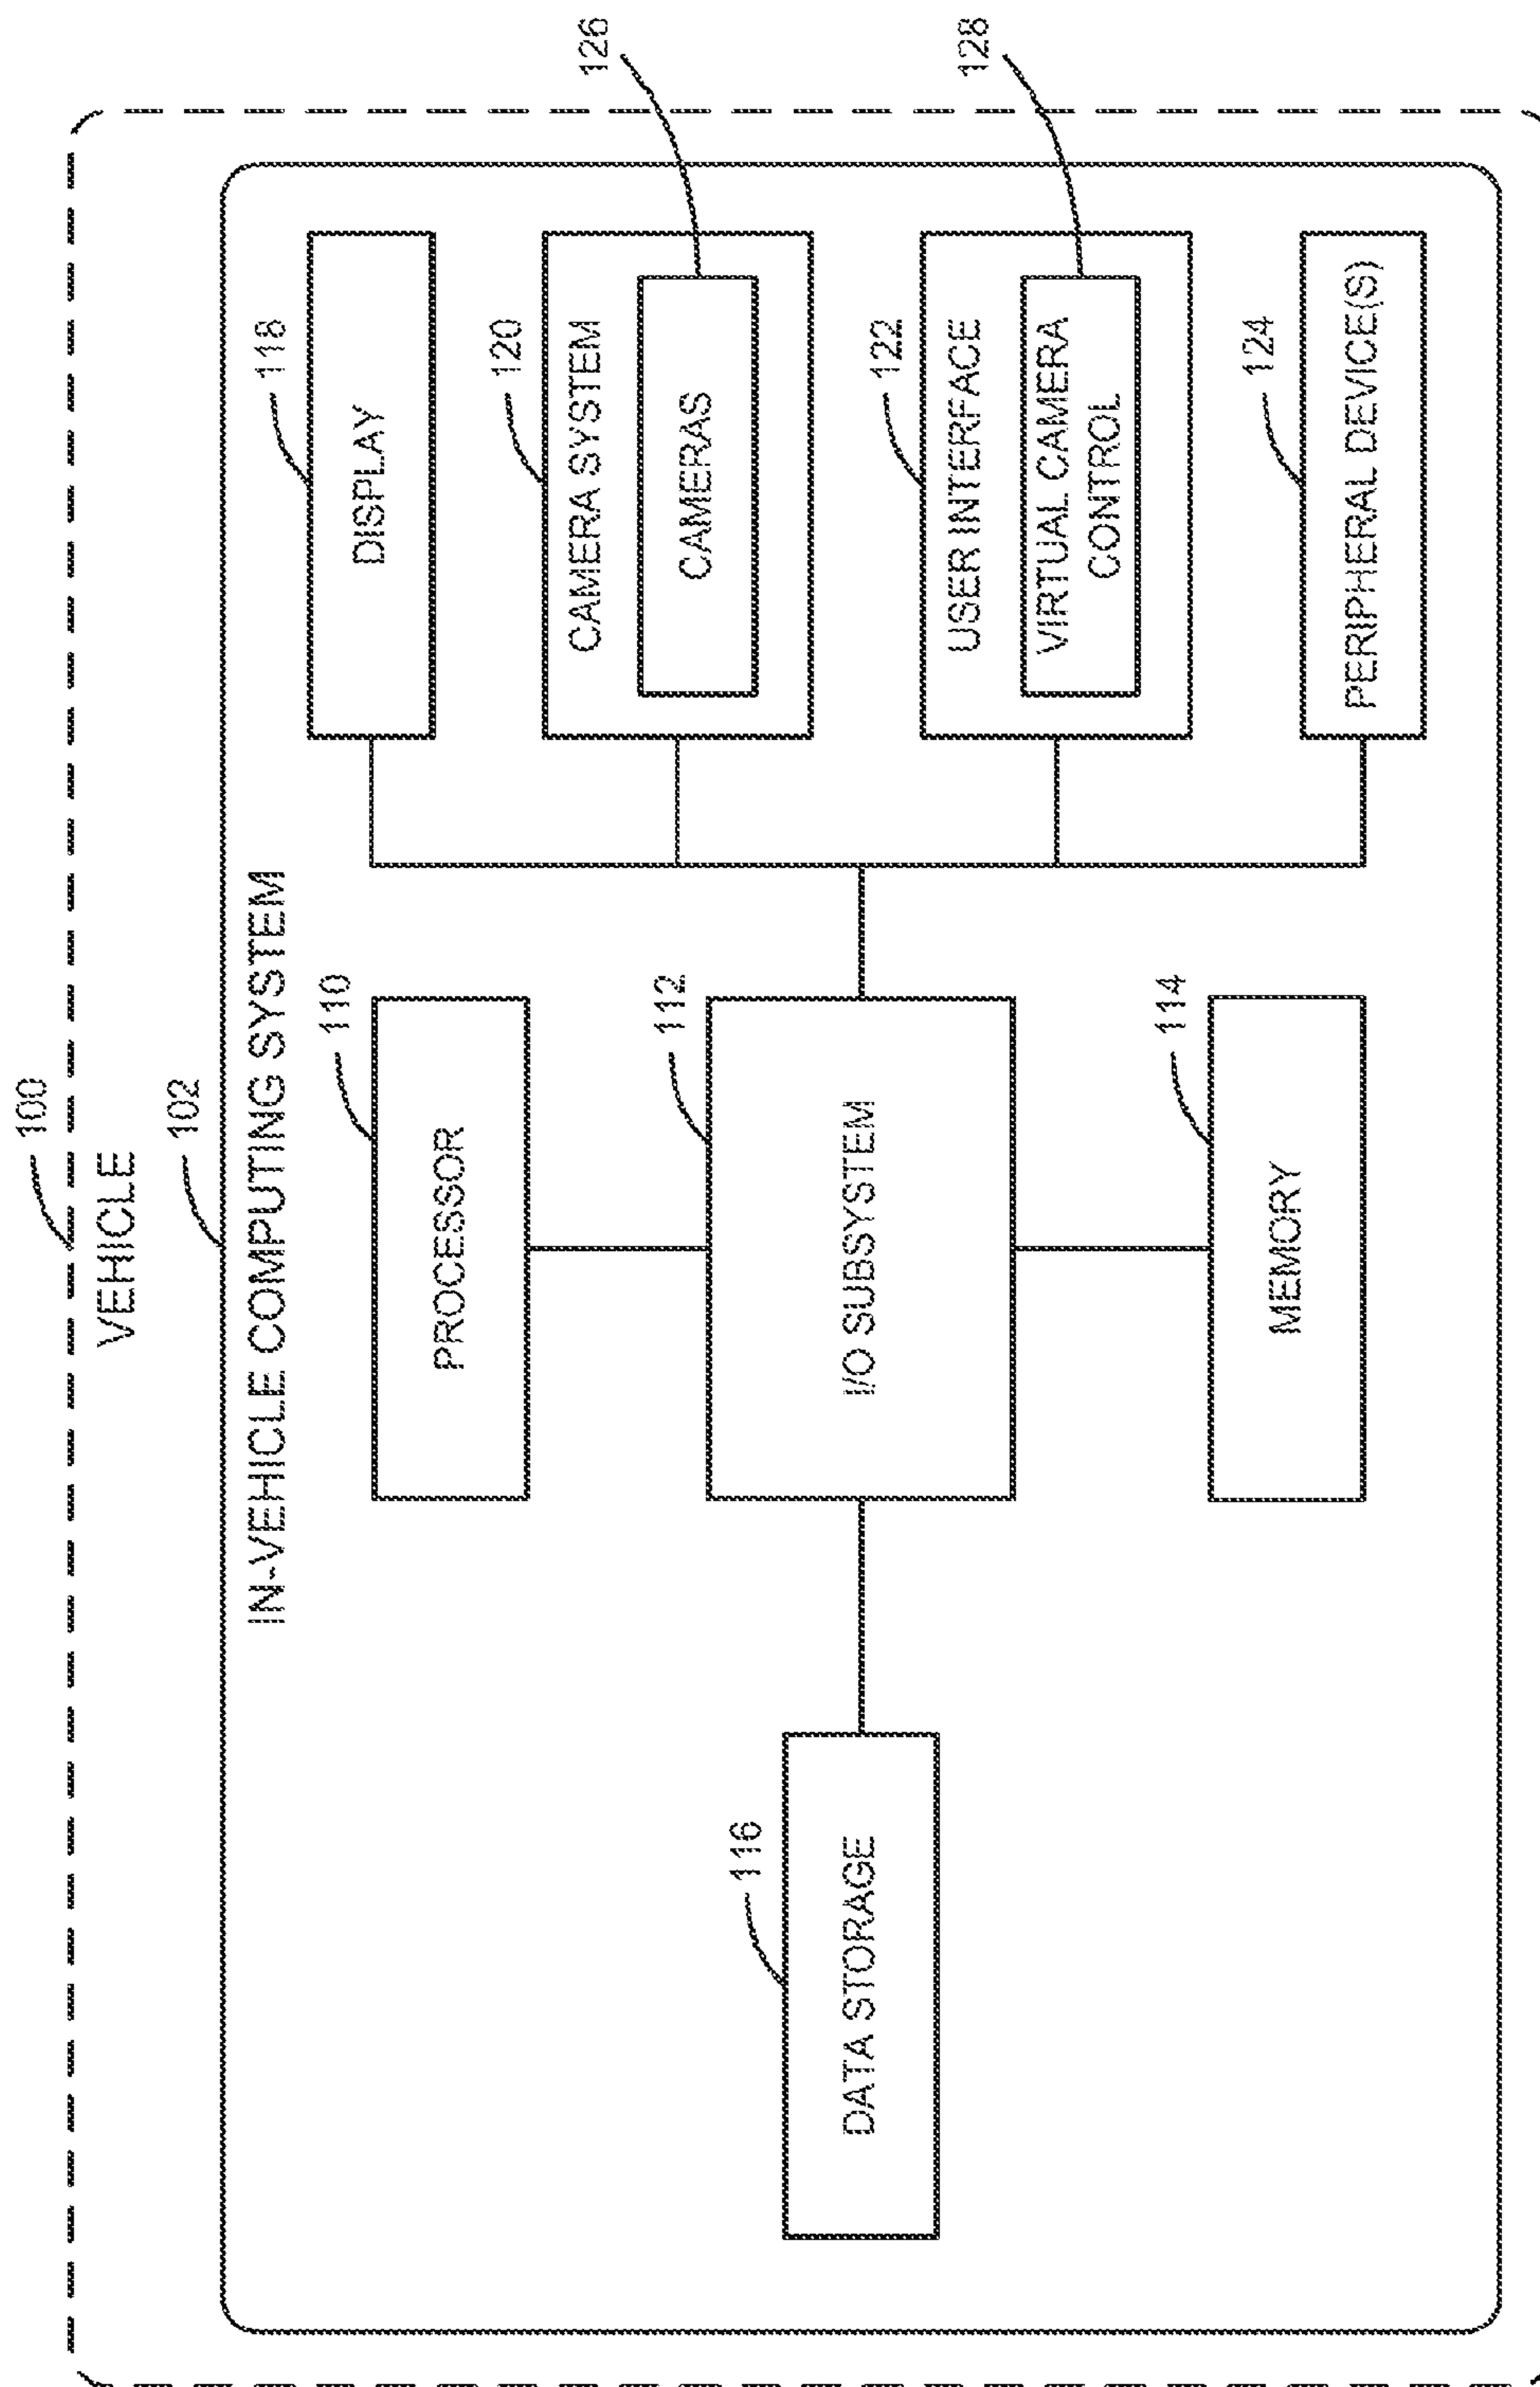 100
VEHICLE
102
IN-VEHICLE COMPUTING SYSTEM
110
PROCESSOR
118
DISPLAY
116
DATA STORAGE
112
I/O SUBSYSTEM
120
CAMERA SYSTEM
CAMERAS
126
122
USER INTERFACE
VIRTUAL CAMERA
CONTROL
128
114
MEMORY
124
PERIPHERAL DEVICE(S)